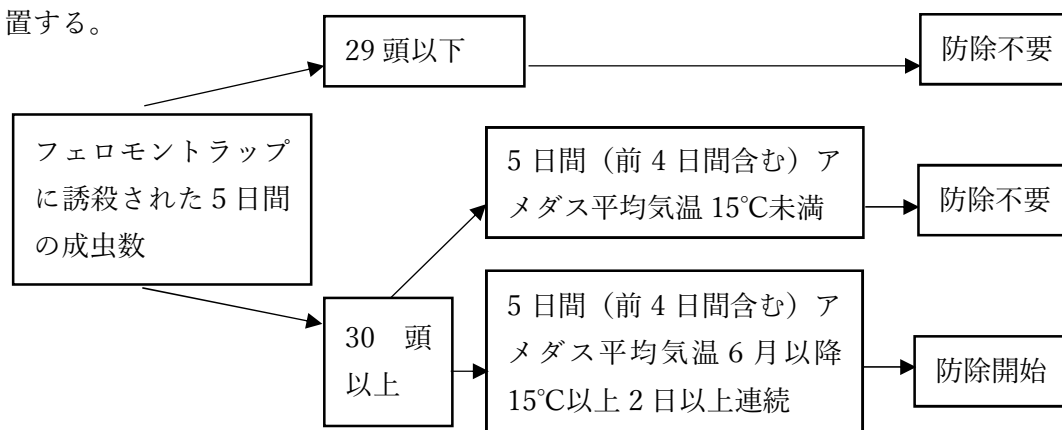 置する。
29 頭以下
防除不要
フェロモントラップ
に誘殺された 5 日間
の成虫数
5 日間（前 4 日間含む）ア
メダス平均気温 15℃未満
防除不要
30 頭
以上
5 日間（前 4 日間含む）ア
メダス平均気温 6 月以降
15℃以上 2 日以上連続
防除開始